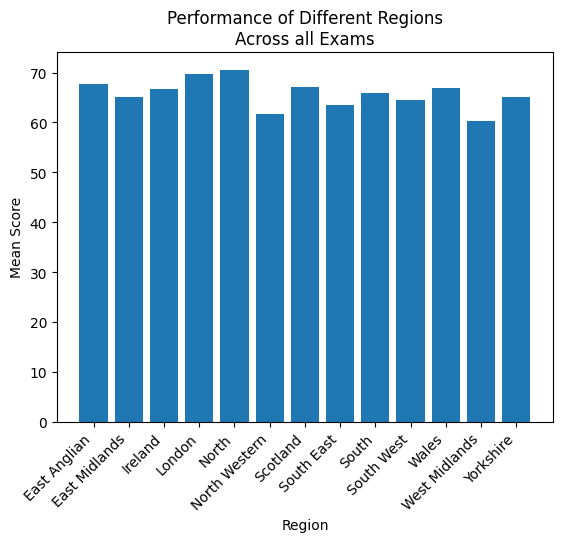 Performance of Different Regions
Across all Exams
Mean Score
70
60
50
40
30
20
10
0
East Anglian
East Midlands
Ireland
London
North
North Western
Scotland
South East
South
South West
Wales
West Midlands
Yorkshire
Region